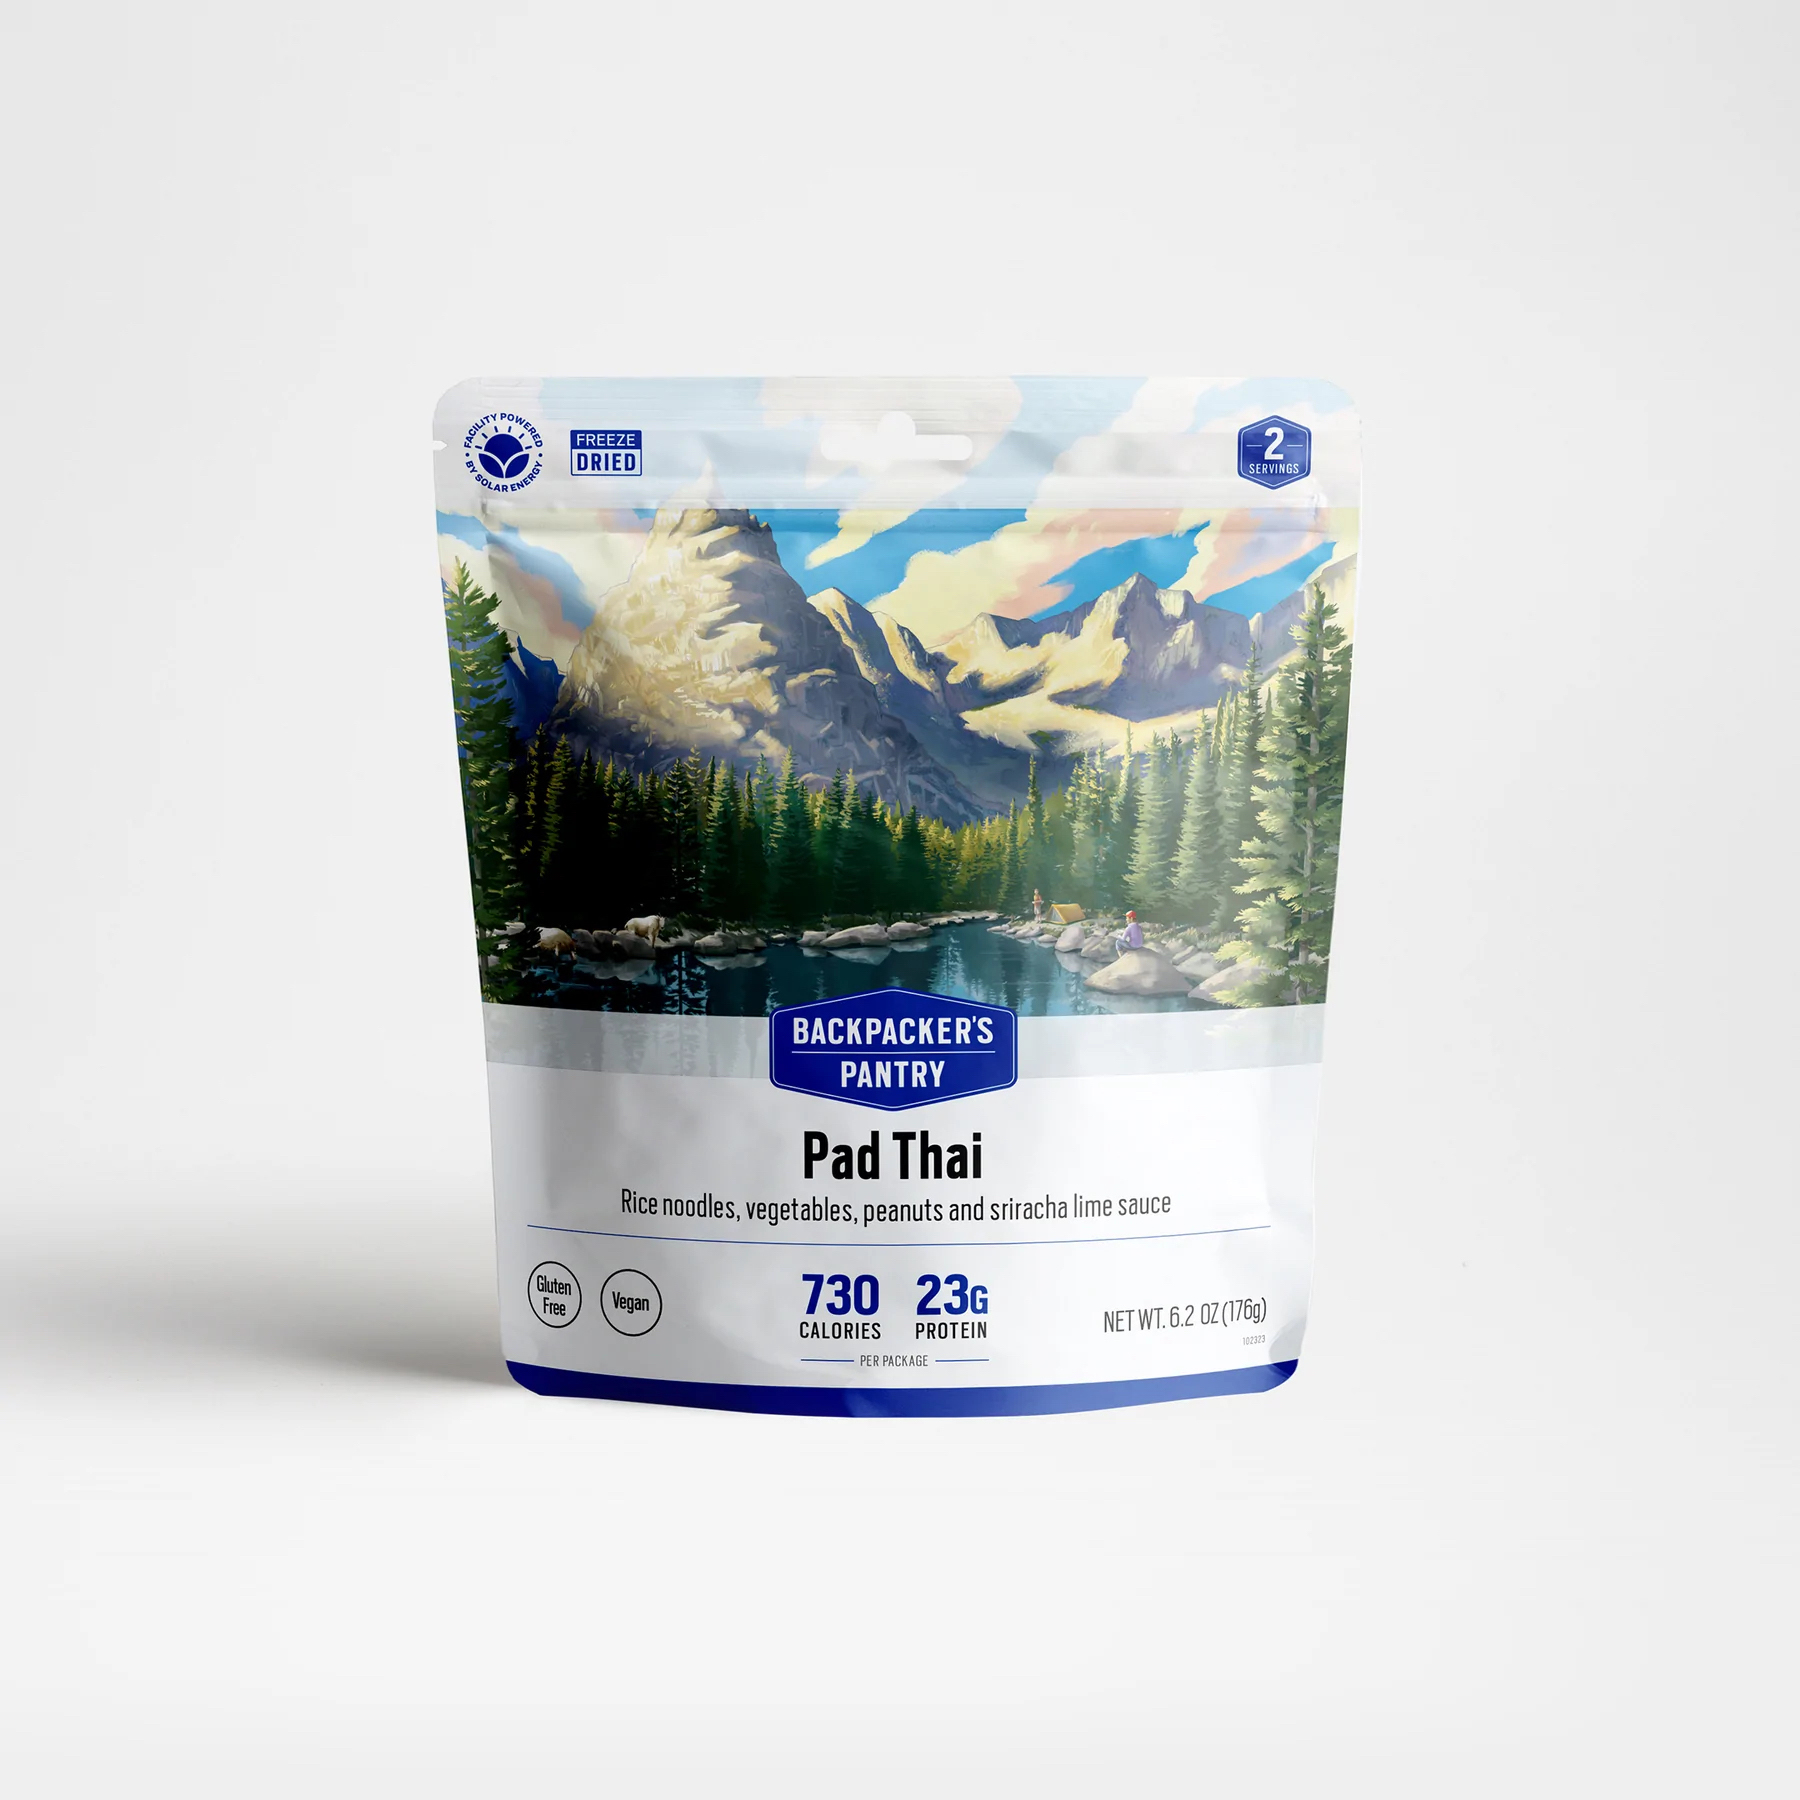 FACILITY POWERED
BY SOLAR ENERGY
FREEZE
DRIED
2
SERVINGS
BACKPACKER'S
PANTRY
Pad Thai
Rice noodles, vegetables, peanuts and sriracha lime sauce
Gluten
Free
Vegan
730
CALORIES
23G
PROTEIN
PER PACKAGE
NET WT. 6.2 OZ (176g)
102323